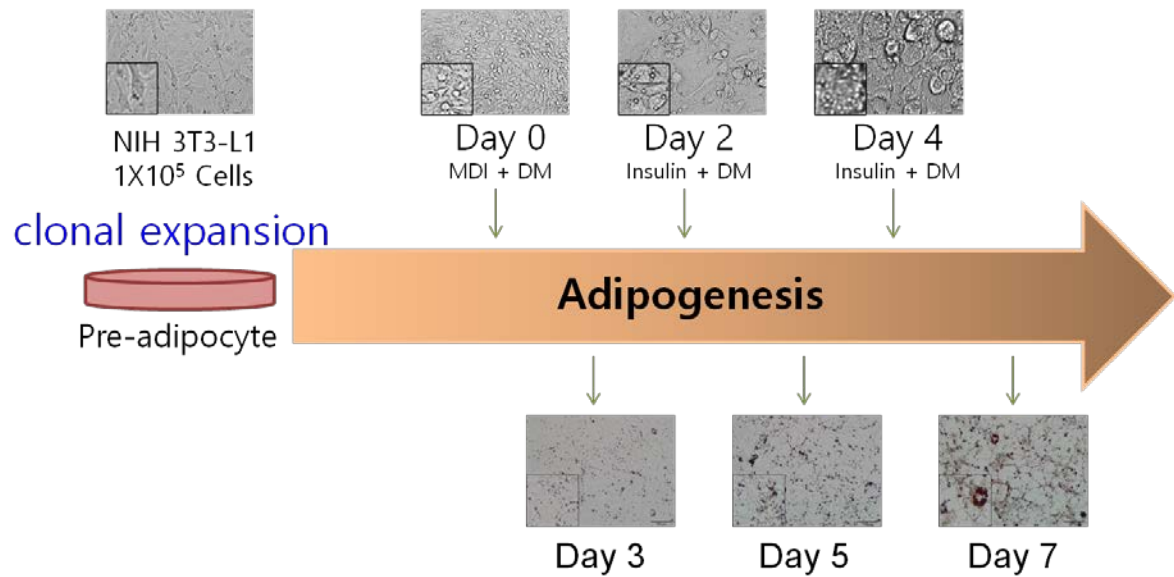 NIH 3T3-L1
1X10⁵ Cells
Day 0
MDI + DM
Day 2
Insulin + DM
Day 4
Insulin + DM
clonal expansion
Adipogenesis
Pre-adipocyte
Day 3
Day 5
Day 7